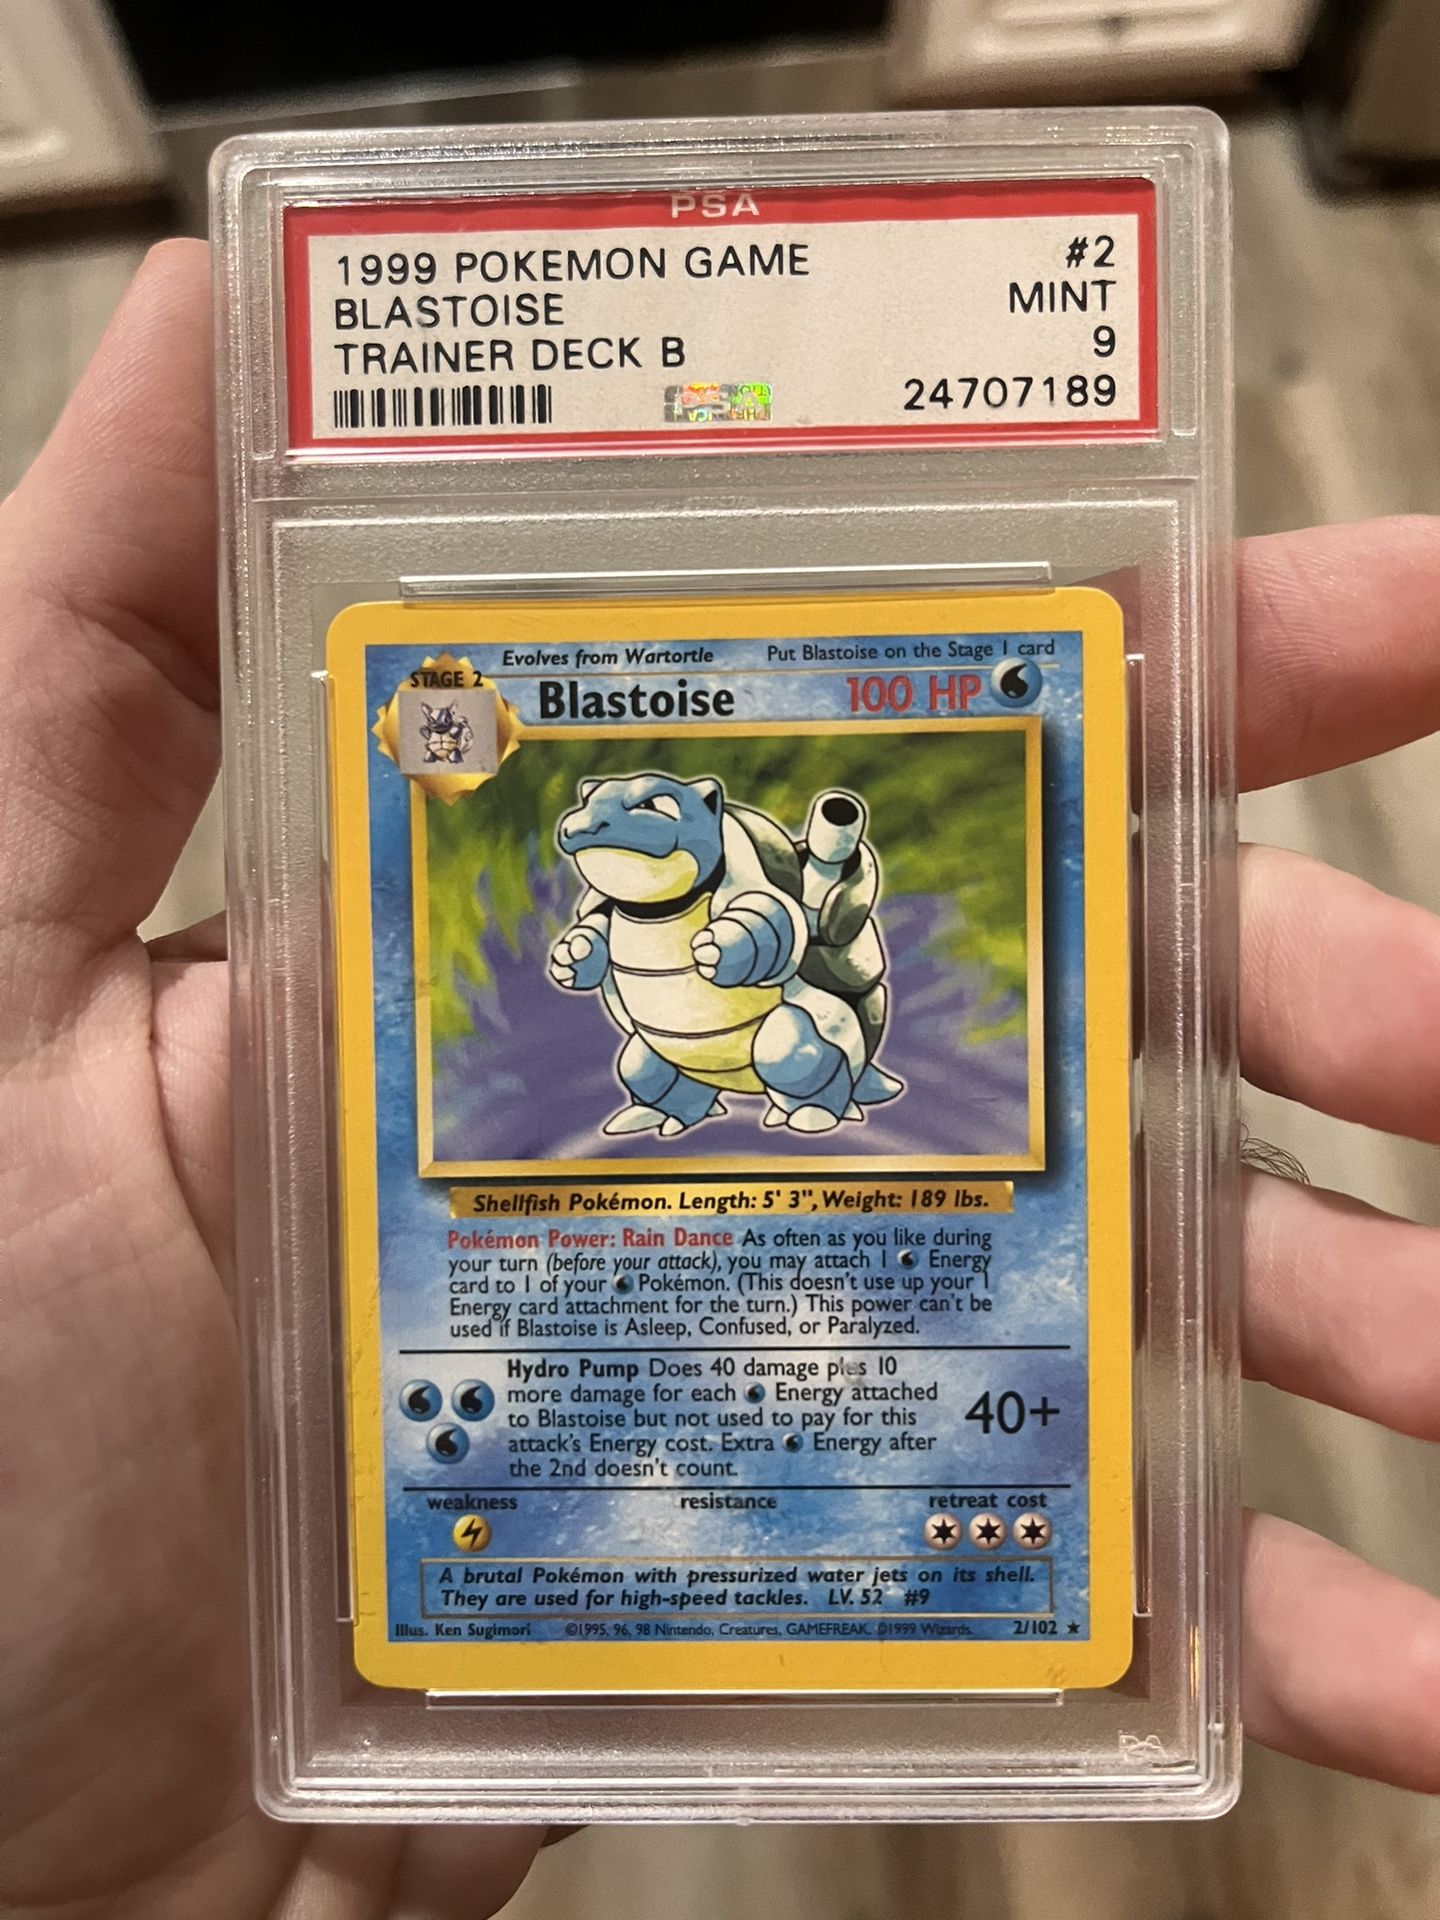 PSA
1999 POKEMON GAME #2
BLASTOISE MINT
TRAINER DECK B 9
24707189
Evolves from Wartortle Put Blastoise on the Stage 1 card
STAGE 2
Blastoise 100 HP
Shellfish Pokémon. Length: 5' 3", Weight: 189 lbs.
Pokémon Power: Rain Dance As often as you like during
your turn (before your attack), you may attach 1 Energy
card to 1 of your Pokémon. (This doesn't use up your 1
Energy card attachment for the turn.) This power can't be
used if Blastoise is Asleep, Confused, or Paralyzed.
Hydro Pump Does 40 damage plus 10
more damage for each Energy attached
to Blastoise but not used to pay for this
attack's Energy cost. Extra Energy after
the 2nd doesn't count.
40+
weakness resistance retreat cost
A brutal Pokémon with pressurized water jets on its shell.
They are used for high-speed tackles. LV. 52 #9
Illus. Ken Sugimori ©1995, 96, 98 Nintendo, Creatures, GAMEFREAK. ©1999 Wizards. 2/102 ★